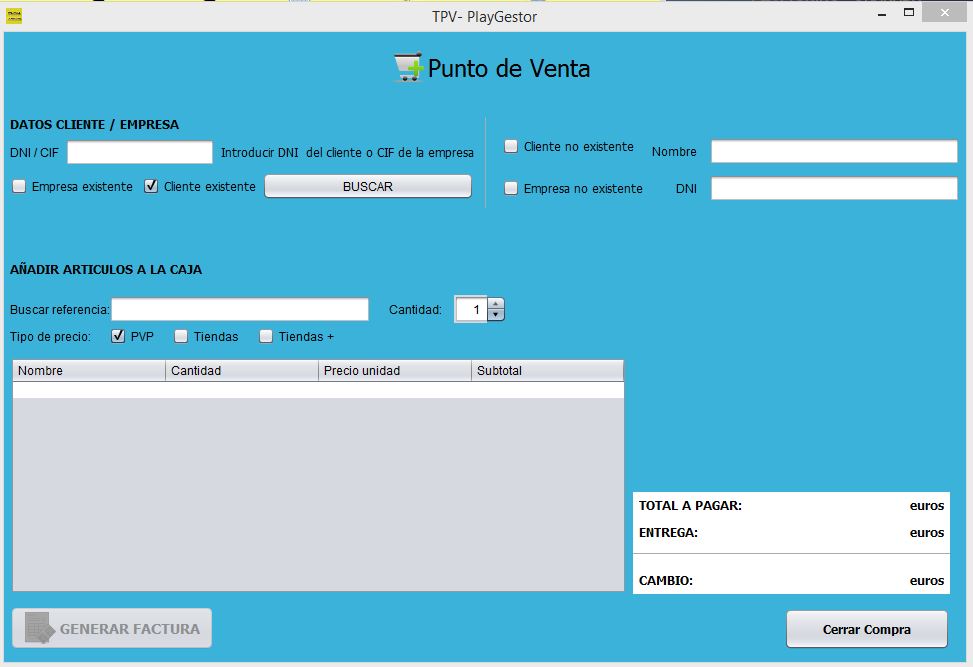 TPV- PlayGestor
Punto de Venta
DATOS CLIENTE / EMPRESA
DNI / CIF
Introducir DNI del cliente o CIF de la empresa
Empresa existente
Cliente existente
BUSCAR
Cliente no existente
Nombre
Empresa no existente
DNI
AÑADIR ARTICULOS A LA CAJA
Buscar referencia:
Cantidad:
1
Tipo de precio:
PVP
Tiendas
Tiendas +
Nombre
Cantidad
Precio unidad
Subtotal
TOTAL A PAGAR: euros
ENTREGA: euros
CAMBIO: euros
GENERAR FACTURA
Cerrar Compra